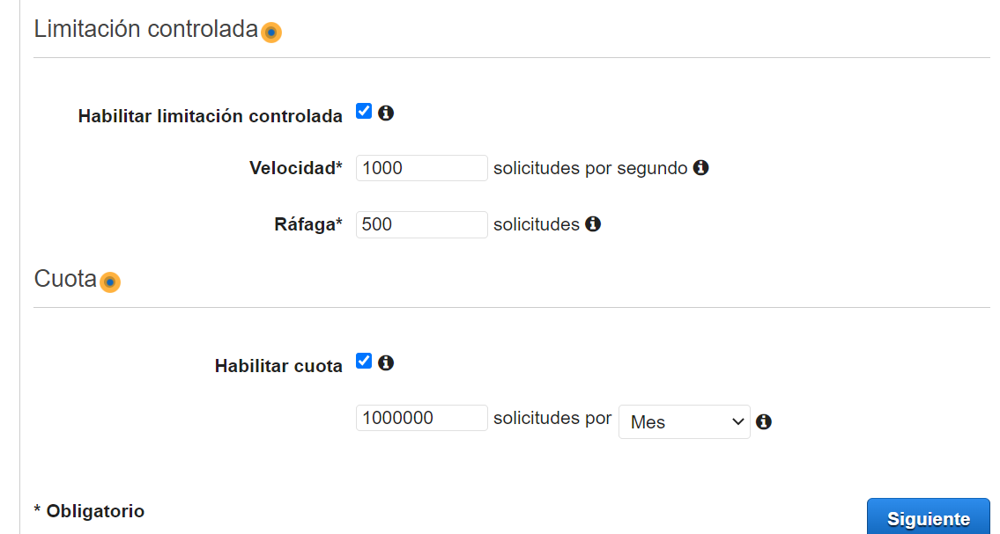 Limitación controlada
Habilitar limitación controlada
Velocidad* 1000 solicitudes por segundo
Ráfaga* 500 solicitudes
Cuota
Habilitar cuota
1000000 solicitudes por Mes
* Obligatorio
Siguiente